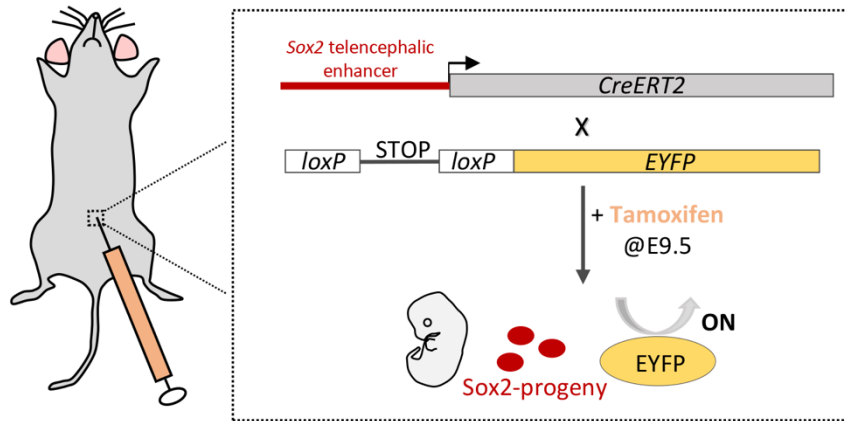 Sox2 telencephalic
enhancer
CreERT2
X
loxP
STOP
loxP
EYFP
+ Tamoxifen
@E9.5
ON
EYFP
Sox2-progeny